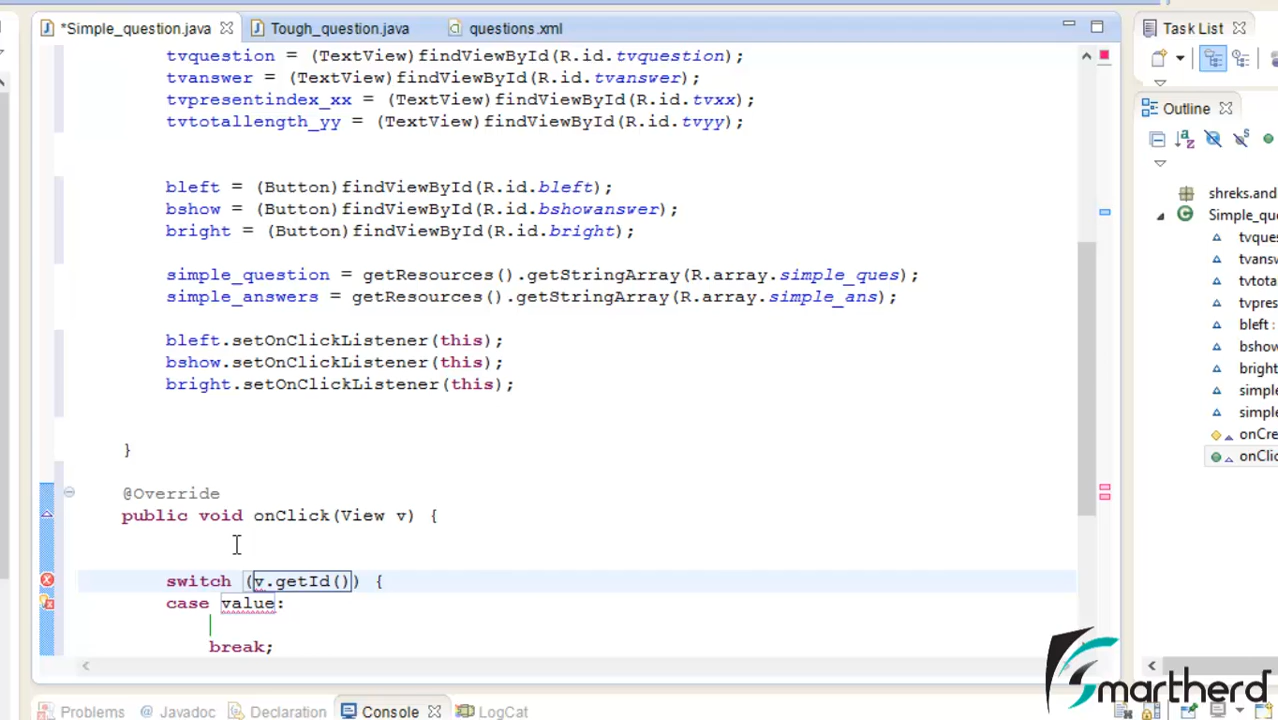 *Simple_question.java
Tough_question.java
questions.xml
Task List
tvquestion = (TextView)findViewById(R.id.tvquestion);
tvanswer = (TextView)findViewById(R.id.tvanswer);
tvpresentindex_xx = (TextView)findViewById(R.id.tvxx);
tvtotallength_yy = (TextView)findViewById(R.id.tvyy);
bleft = (Button)findViewById(R.id.bleft);
bshow = (Button)findViewById(R.id.bshowanswer);
bright = (Button)findViewById(R.id.bright);
simple_question = getResources().getStringArray(R.array.simple_ques);
simple_answers = getResources().getStringArray(R.array.simple_ans);
bleft.setOnClickListener(this);
bshow.setOnClickListener(this);
bright.setOnClickListener(this);
}
@Override
public void onClick(View v) {
switch (v.getId()) {
case value:
break;
Outline
shreks.and
Simple_que
tvques
tvansw
tvtota
tvpres
bleft :
bshow
bright
simple
simple
onCre
onClic
Smartherd
Problems
@ Javadoc
Declaration
Console
LogCat